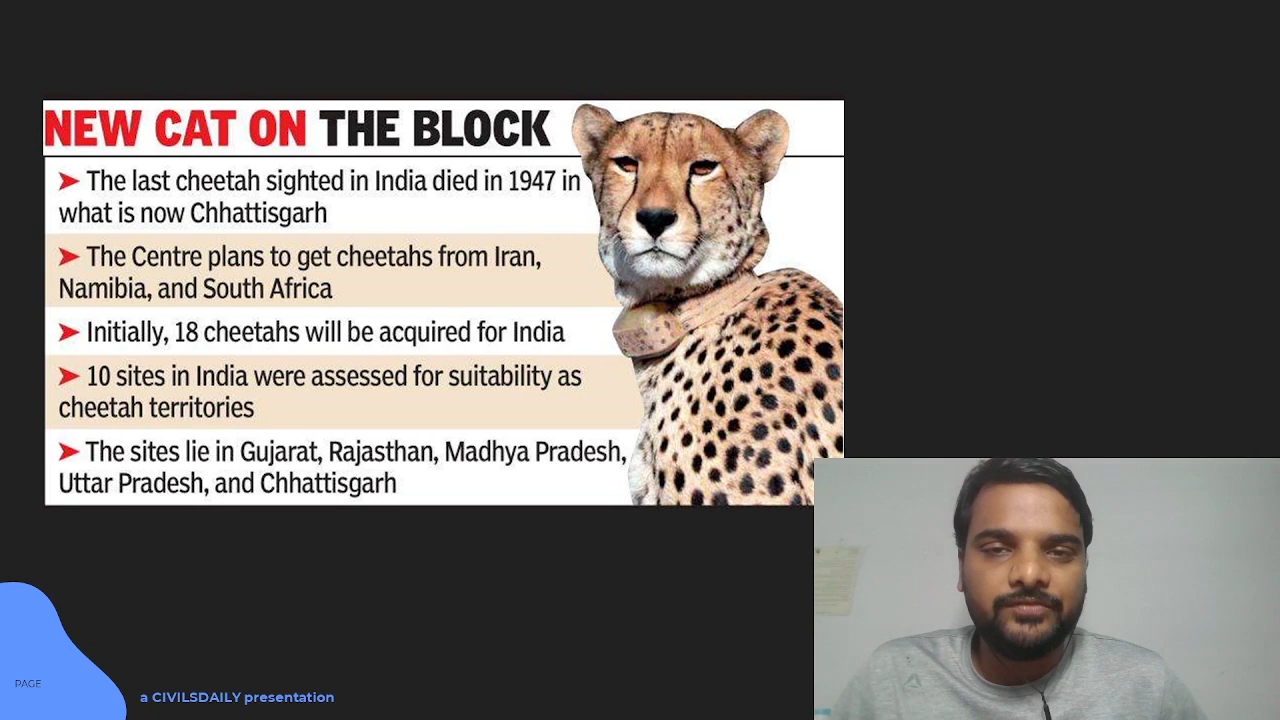 NEW CAT ON THE BLOCK
➤ The last cheetah sighted in India died in 1947 in
what is now Chhattisgarh
➤ The Centre plans to get cheetahs from Iran,
Namibia, and South Africa
➤ Initially, 18 cheetahs will be acquired for India
➤ 10 sites in India were assessed for suitability as
cheetah territories
➤ The sites lie in Gujarat, Rajasthan, Madhya Pradesh,
Uttar Pradesh, and Chhattisgarh
PAGE
a CIVILSDAILY presentation